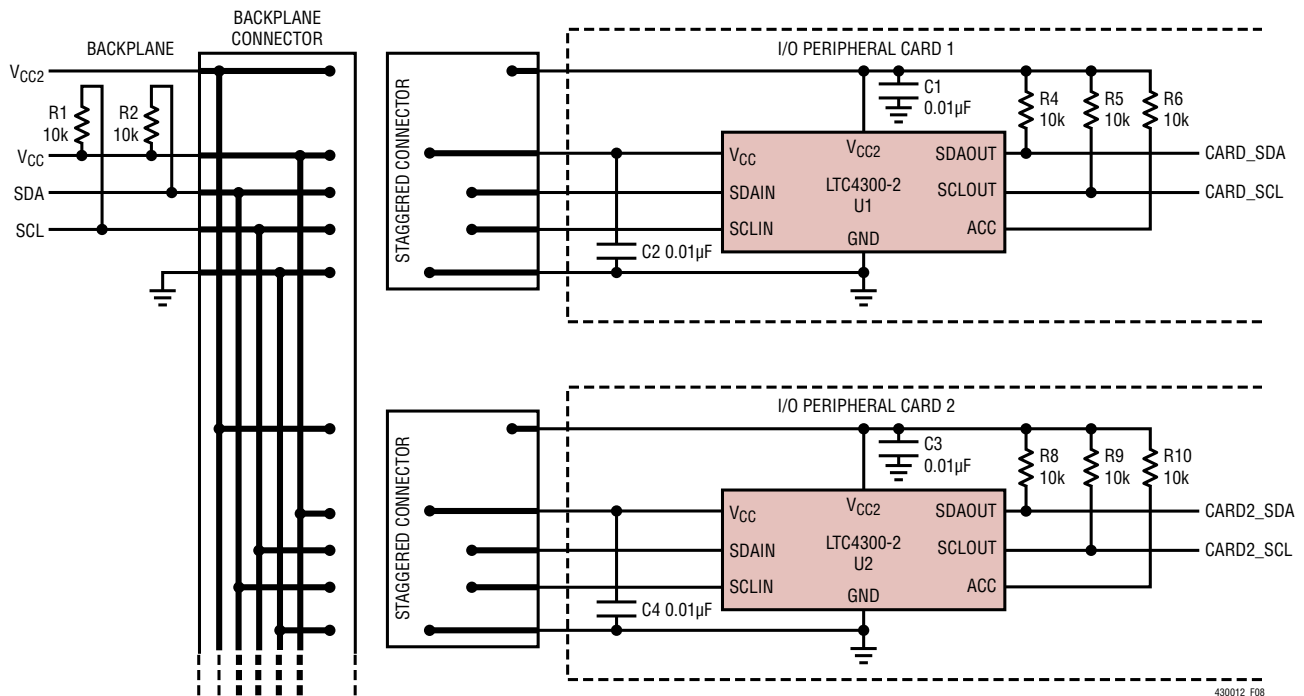 BACKPLANE
CONNECTOR
BACKPLANE
VCC2
R1
10k
R2
10k
VCC
SDA
SCL
STAGGERED CONNECTOR
I/O PERIPHERAL CARD 1
C1
0.01µF
R4
10k
R5
10k
R6
10k
VCC
VCC2
SDAOUT
CARD_SDA
SDAIN
LTC4300-2
U1
SCLOUT
CARD_SCL
SCLIN
GND
ACC
C2 0.01µF
STAGGERED CONNECTOR
I/O PERIPHERAL CARD 2
C3
0.01µF
R8
10k
R9
10k
R10
10k
VCC
VCC2
SDAOUT
CARD2_SDA
SDAIN
LTC4300-2
U2
SCLOUT
CARD2_SCL
SCLIN
GND
ACC
C4 0.01µF
430012 F08